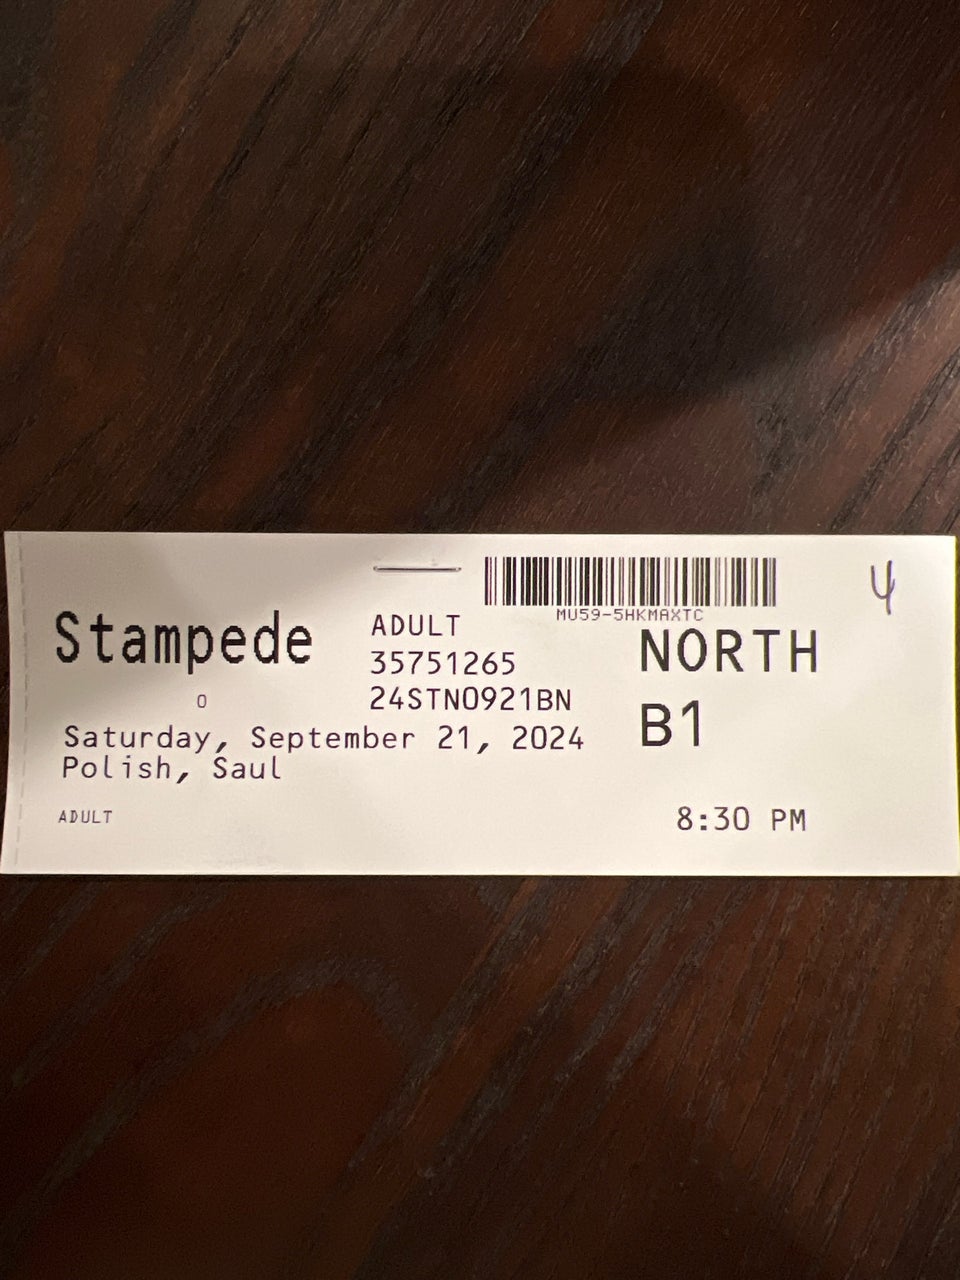 4
MU59-5HKMAXTC
Stampede
ADULT
NORTH
35751265
0
24STN0921BN
B1
Saturday, September 21, 2024
Polish, Saul
ADULT
8:30 PM